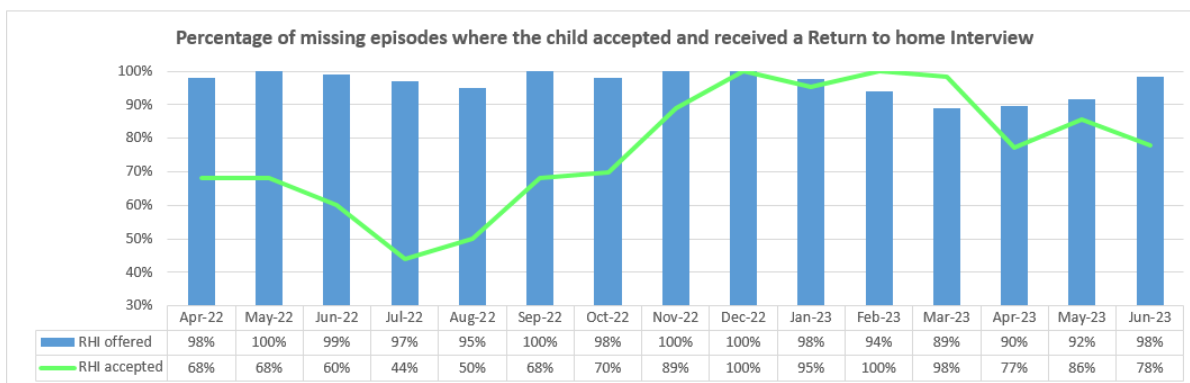 Percentage of missing episodes where the child accepted and received a Return to home Interview
100%
90%
80%
70%
60%
50%
40%
30%
Apr-22 May-22 Jun-22 Jul-22 Aug-22 Sep-22 Oct-22 Nov-22 Dec-22 Jan-23 Feb-23 Mar-23 Apr-23 May-23 Jun-23
RHI offered 98% 100% 99% 97% 95% 100% 98% 100% 100% 98% 94% 89% 90% 92% 98%
RHI accepted 68% 68% 60% 44% 50% 68% 70% 89% 100% 95% 100% 98% 77% 86% 78%